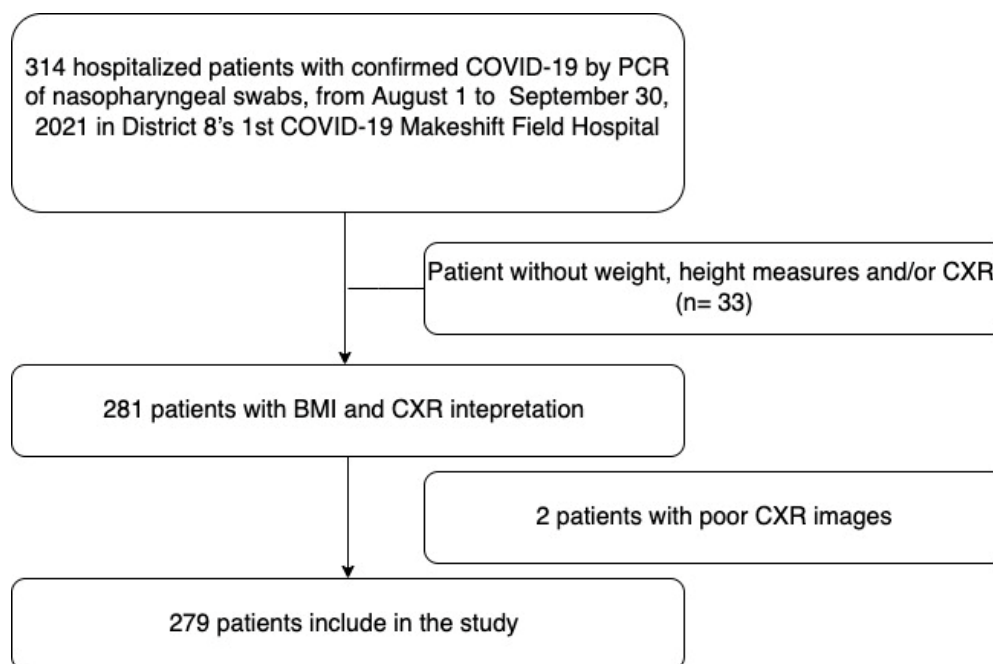 314 hospitalized patients with confirmed COVID-19 by PCR
of nasopharyngeal swabs, from August 1 to September 30,
2021 in District 8's 1st COVID-19 Makeshift Field Hospital
Patient without weight, height measures and/or CXR
(n= 33)
281 patients with BMI and CXR intepretation
2 patients with poor CXR images
279 patients include in the study